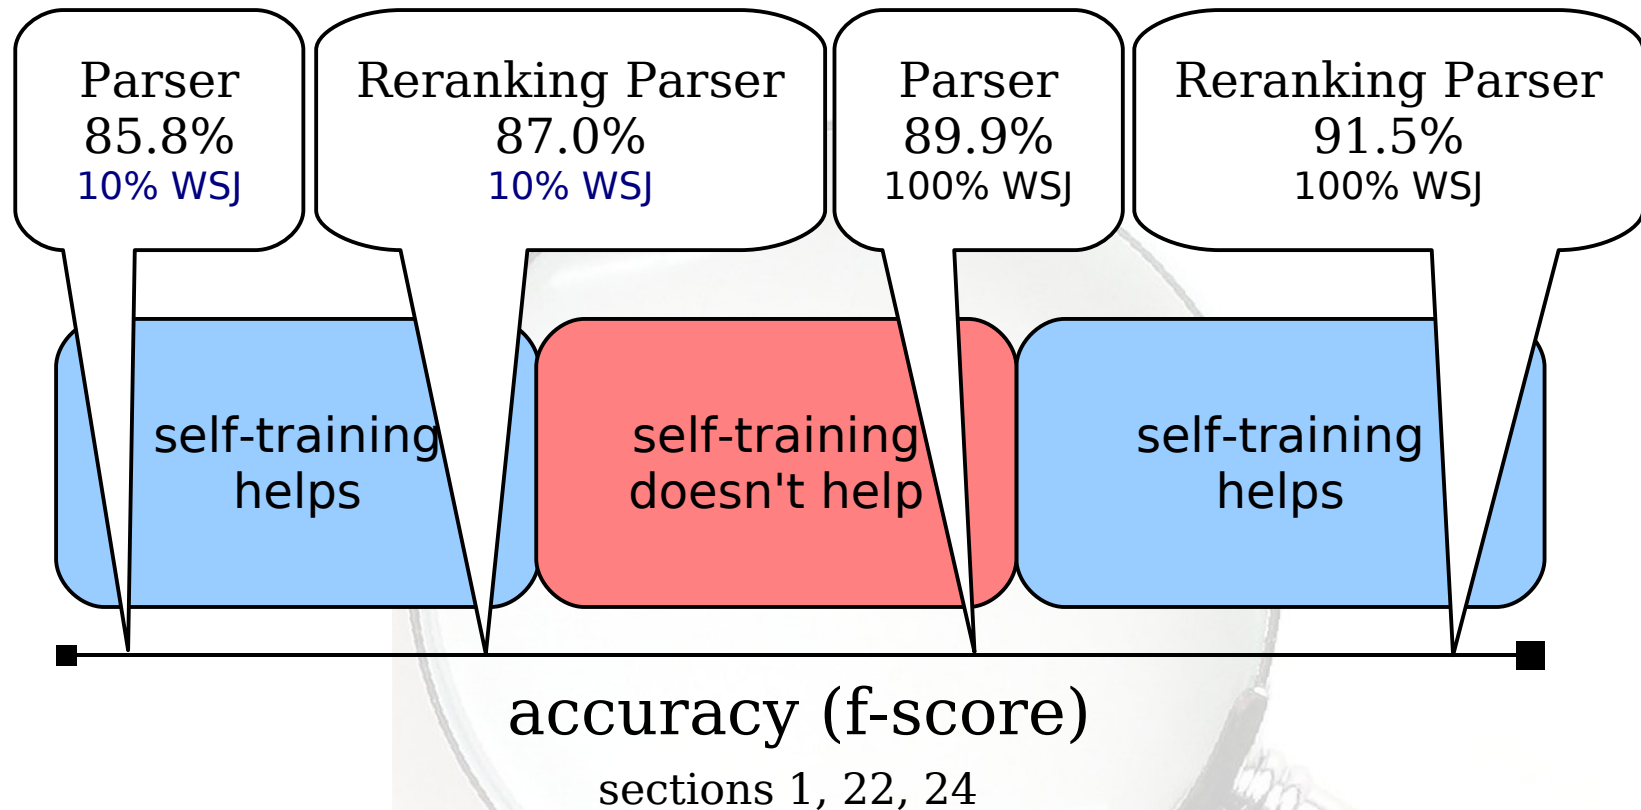 Parser
85.8%
10% WSJ
Reranking Parser
87.0%
10% WSJ
Parser
89.9%
100% WSJ
Reranking Parser
91.5%
100% WSJ
self-training
helps
self-training
doesn't help
self-training
helps
accuracy (f-score)
sections 1, 22, 24